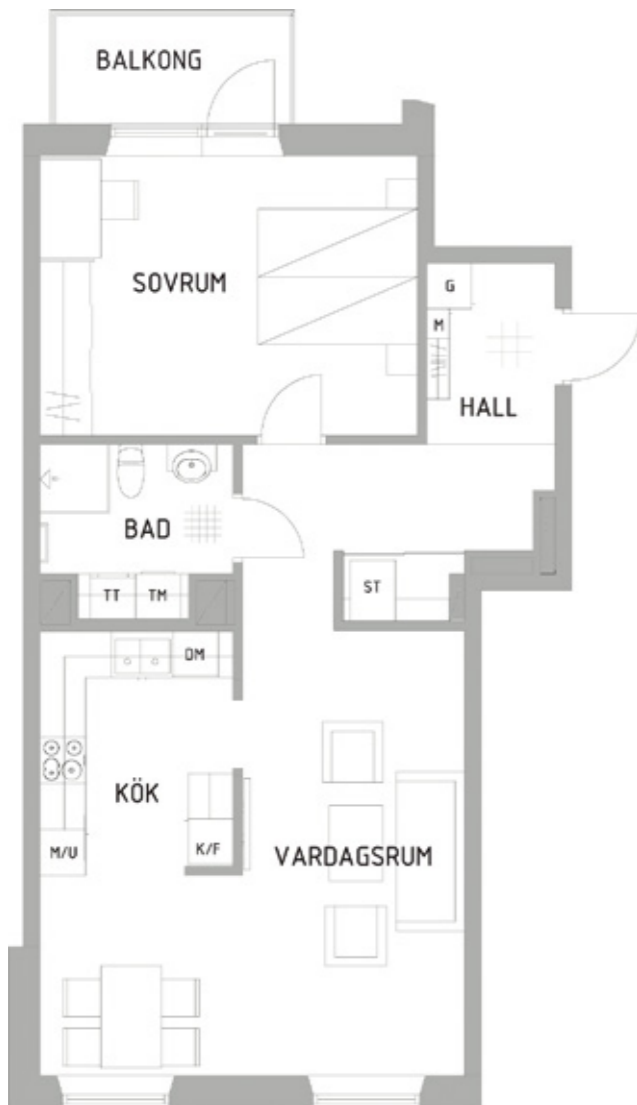 BALKONG
SOVRUM
G
M
HALL
BAD
TT
TM
ST
DM
KÖK
M/U
K/F
VARDAGSRUM